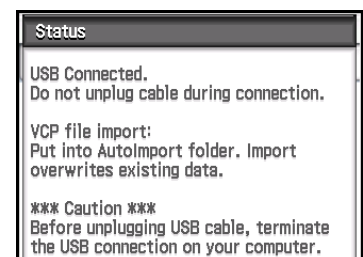 Status
USB Connected.
Do not unplug cable during connection.
VCP file import:
Put into AutoImport folder. Import
overwrites existing data.
*** Caution ***
Before unplugging USB cable, terminate
the USB connection on your computer.